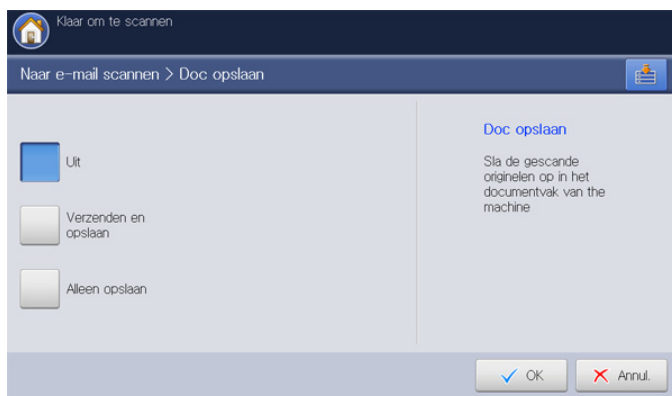 Klaar om te scannen
Naar e-mail scannen > Doc opslaan
Uit
Verzenden en
opslaan
Alleen opslaan
Doc opslaan
Sla de gescande
originelen op in het
documentvak van the
machine
OK
Annul.